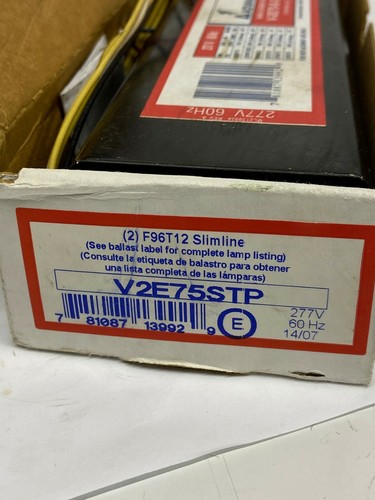 277V 60Hz
(2) F96T12 Slimline
(See ballast label for complete lamp listing)
(Consulte la etiqueta de balastro para obtener
una lista completa de las lámparas)
V2E75STP
7 81087 13992 9
E
277V
60 Hz
14/07